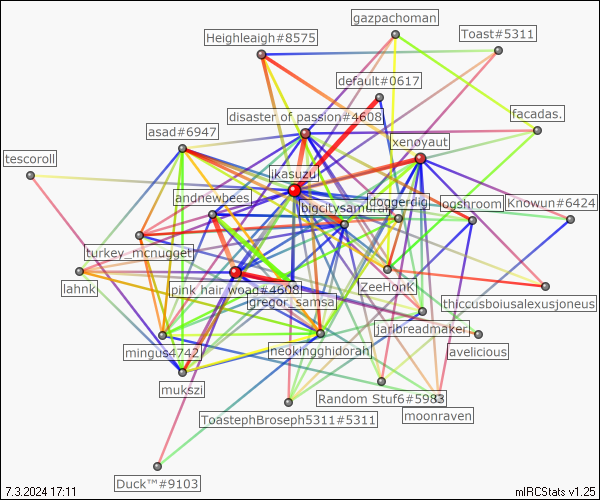 gazpachoman
Heighleaigh#8575
Toast#5311
default#0617
disaster of passion#4608
facadas.
asad#6947
xenoyaut
tescoroll
ikasuzu
andnewbees
doggerdigi
Knowun#6424
bigcitysamurai
ogshroom
turkey_mcnugget
lahnk
pink hair woag#4608
ZeeHonK
thiccusboiusalexusjoneus
gregor_samsa
jarlbreadmaker
mingus4742
neokingghidorah
avelicious
mukszi
Random Stuf6#5983
ToastephBroseph5311#5311
moonraven
Duck™#9103
7.3.2024 17:11
mIRCStats v1.25